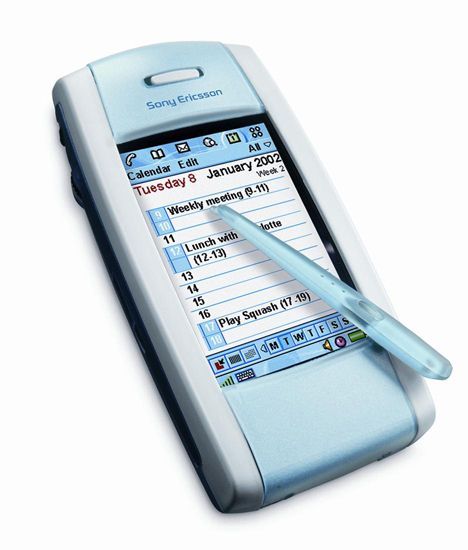 Sony Ericsson
Calendar Edit All
Tuesday 8 January 2002
Week 2
9 Weekly meeting (9-11)
10
11
12 Lunch with
(12-13)
13
14
15
16
17 Play Squash (17-19)
18
M T W T F S S